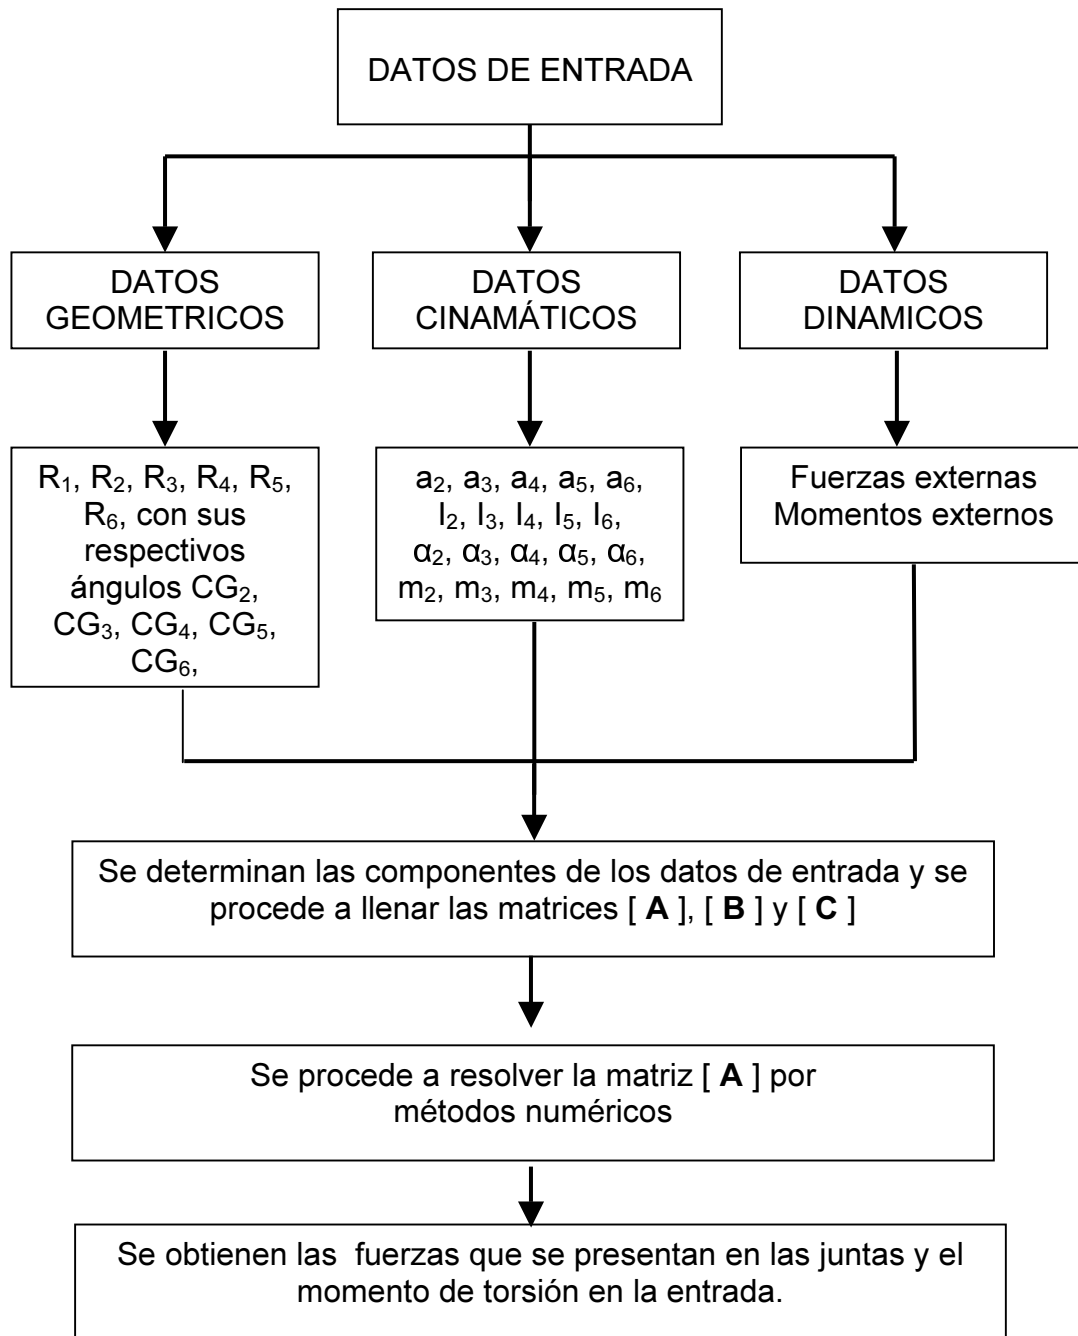 DATOS DE ENTRADA
DATOS
GEOMETRICOS
DATOS
CINAMÁTICOS
DATOS
DINAMICOS
R₁, R₂, R₃, R₄, R₅,
R₆, con sus
respectivos
ángulos CG₂,
CG₃, CG₄, CG₅,
CG₆,
a₂, a₃, a₄, a₅, a₆,
I₂, I₃, I₄, I₅, I₆,
α₂, α₃, α₄, α₅, α₆,
m₂, m₃, m₄, m₅, m₆
Fuerzas externas
Momentos externos
Se determinan las componentes de los datos de entrada y se
procede a llenar las matrices [ A ], [ B ] y [ C ]
Se procede a resolver la matriz [ A ] por
métodos numéricos
Se obtienen las fuerzas que se presentan en las juntas y el
momento de torsión en la entrada.